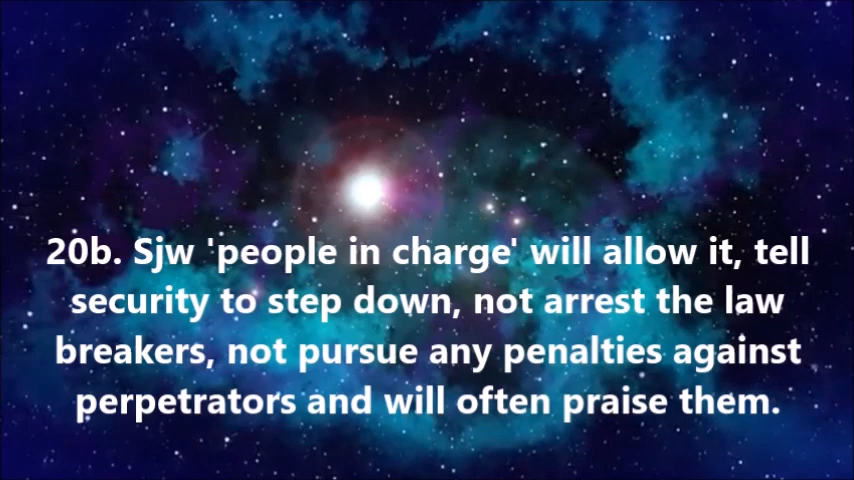 20b. Sjw 'people in charge' will allow it, tell
security to step down, not arrest the law
breakers, not pursue any penalties against
perpetrators and will often praise them.